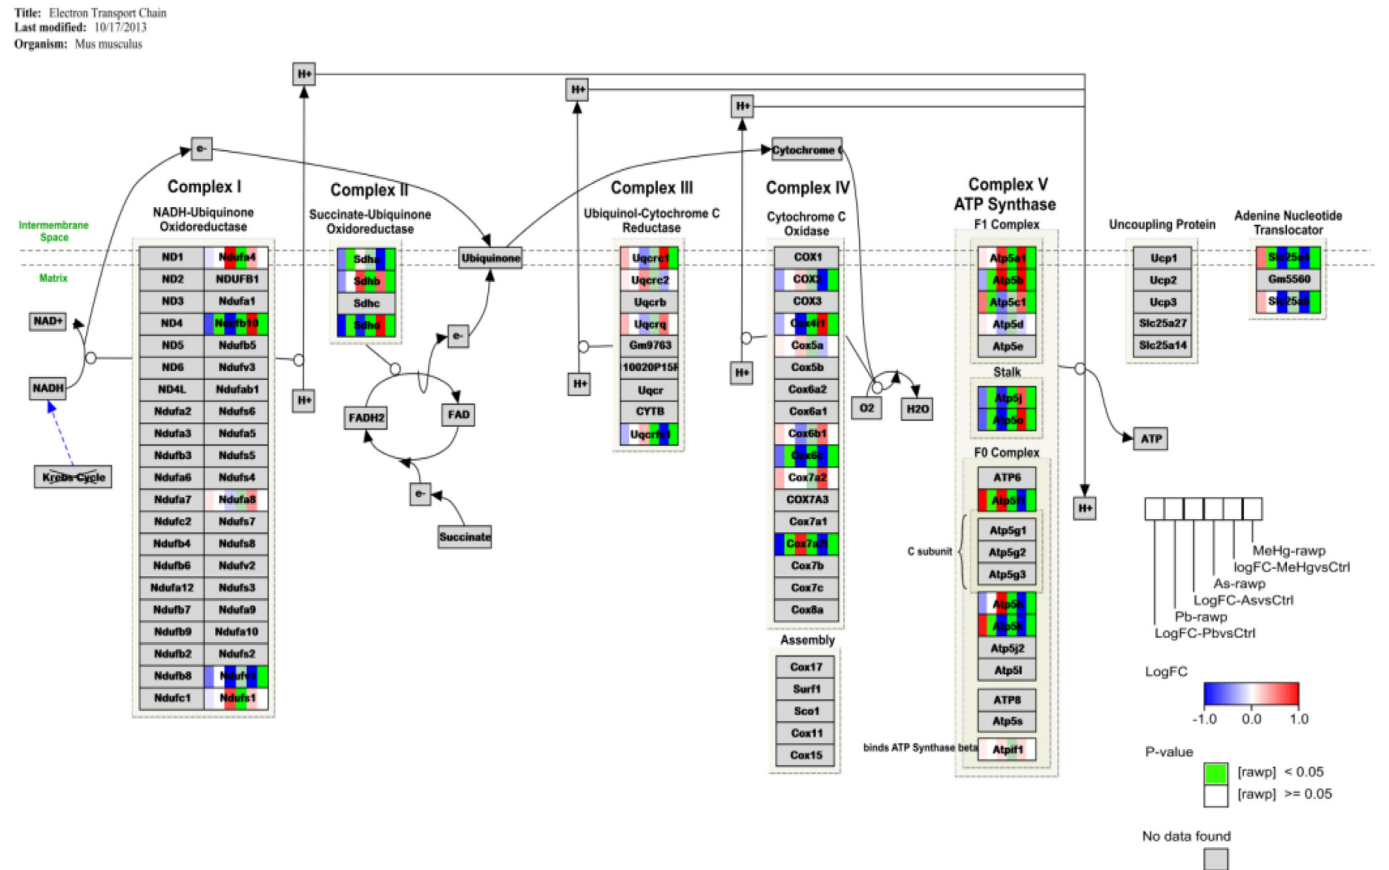 Title: Electron Transport Chain
Last modified: 10/17/2013
Organism: Mus musculus
H+
H+
H+
e-
Cytochrome
Complex I
NADH-Ubiquinone
Oxidoreductase
Complex II
Succinate-Ubiquinone
Oxidoreductase
Complex III
Ubiquinol-Cytochrome C
Reductase
Complex IV
Cytochrome C
Oxidase
Complex V
ATP Synthase
F1 Complex
Uncoupling Protein
Adenine Nucleotide
Translocator
Intermembrane
Space
Matrix
NAD+
NADH
Krebs-Cycle
ND1 Ndufa4
ND2 NDUFB1
ND3 Ndufa1
ND4 Ndufb10
ND5 Ndufb5
ND6 Ndufv3
ND4L Ndufab1
Ndufa2 Ndufs6
Ndufa3 Ndufa5
Ndufb3 Ndufs5
Ndufa6 Ndufs4
Ndufa7 Ndufa8
Ndufc2 Ndufs7
Ndufb4 Ndufs8
Ndufb6 Ndufv2
Ndufa12 Ndufs3
Ndufb7 Ndufa9
Ndufb9 Ndufa10
Ndufb2 Ndufs2
Ndufb8 Ndufv1
Ndufc1 Ndufs1
H+
Sdha
Sdhb
Sdhc
Sdhd
Ubiquinone
e-
FADH2
FAD
e-
Succinate
Uqcrc1
Uqcrc2
Uqcrb
Uqcrq
Gm9763
10020P15F
Uqcr
CYTB
Uqcrfs1
H+
COX1
COX2
COX3
Cox4i1
Cox5a
Cox5b
Cox6a2
Cox6a1
Cox6b1
Cox6c
Cox7a2
COX7A3
Cox7a1
Cox7a2l
Cox7b
Cox7c
Cox8a
Assembly
Cox17
Surf1
Sco1
Cox11
Cox15
H+
O2
H2O
Atp5a1
Atp5b
Atp5c1
Atp5d
Atp5e
Stalk
Atp5j
Atp5o
F0 Complex
ATP6
Atp5f1
C subunit
Atp5g1
Atp5g2
Atp5g3
Atp5h
Atp5k
Atp5j2
Atp5l
ATP8
Atp5s
binds ATP Synthase beta
Atpif1
Ucp1
Ucp2
Ucp3
Slc25a27
Slc25a14
Slc25a4
Gm5560
Slc25a5
ATP
H+
MeHg-rawp
logFC-MeHgvsCtrl
As-rawp
LogFC-AsvsCtrl
Pb-rawp
LogFC-PbvsCtrl
LogFC
-1.0 0.0 1.0
P-value
[rawp] < 0.05
[rawp] >= 0.05
No data found